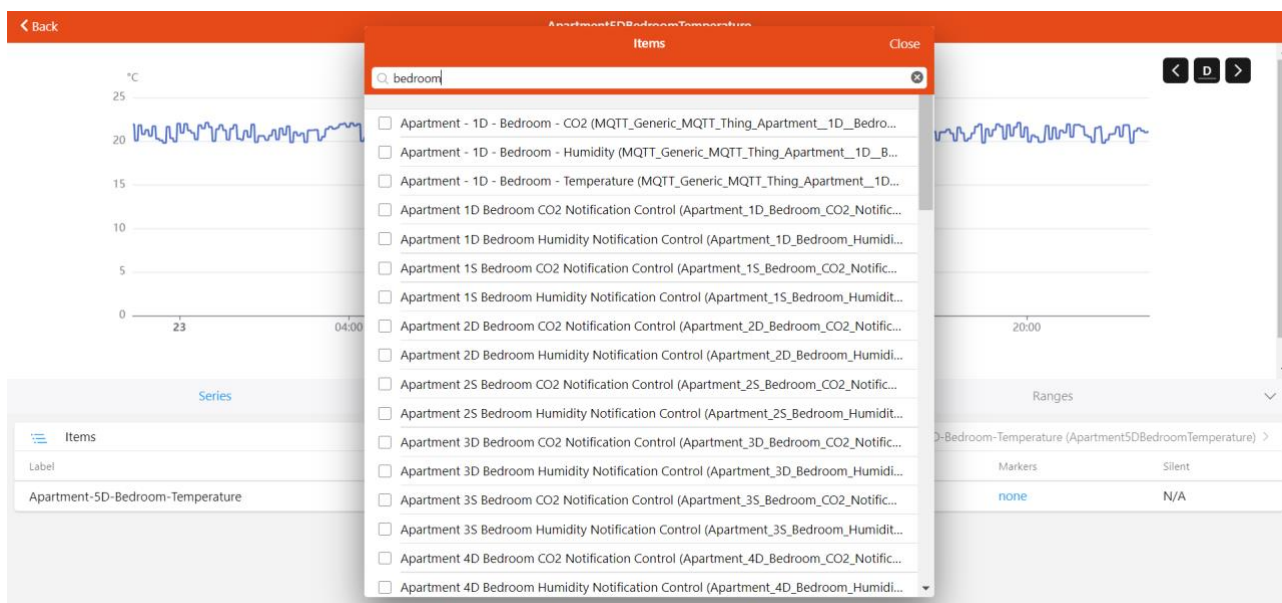 Back
Apartment5DBedroomTemperature
Items
Close
bedroom
D
°C
25
20
15
10
5
0
23
04:00
20:00
Apartment - 1D - Bedroom - CO2 (MQTT_Generic_MQTT_Thing_Apartment__1D__Bedro...
Apartment - 1D - Bedroom - Humidity (MQTT_Generic_MQTT_Thing_Apartment__1D__B...
Apartment - 1D - Bedroom - Temperature (MQTT_Generic_MQTT_Thing_Apartment__1D...
Apartment 1D Bedroom CO2 Notification Control (Apartment_1D_Bedroom_CO2_Notific...
Apartment 1D Bedroom Humidity Notification Control (Apartment_1D_Bedroom_Humidi...
Apartment 1S Bedroom CO2 Notification Control (Apartment_1S_Bedroom_CO2_Notific...
Apartment 1S Bedroom Humidity Notification Control (Apartment_1S_Bedroom_Humidit...
Apartment 2D Bedroom CO2 Notification Control (Apartment_2D_Bedroom_CO2_Notific...
Apartment 2D Bedroom Humidity Notification Control (Apartment_2D_Bedroom_Humidi...
Apartment 2S Bedroom CO2 Notification Control (Apartment_2S_Bedroom_CO2_Notific...
Apartment 2S Bedroom Humidity Notification Control (Apartment_2S_Bedroom_Humidit...
Apartment 3D Bedroom CO2 Notification Control (Apartment_3D_Bedroom_CO2_Notific...
Apartment 3D Bedroom Humidity Notification Control (Apartment_3D_Bedroom_Humidi...
Apartment 3S Bedroom CO2 Notification Control (Apartment_3S_Bedroom_CO2_Notific...
Apartment 3S Bedroom Humidity Notification Control (Apartment_3S_Bedroom_Humidit...
Apartment 4D Bedroom CO2 Notification Control (Apartment_4D_Bedroom_CO2_Notific...
Apartment 4D Bedroom Humidity Notification Control (Apartment_4D_Bedroom_Humidi...
Series
Ranges
Items
D-Bedroom-Temperature (Apartment5DBedroomTemperature)
Label
Markers
Silent
Apartment-5D-Bedroom-Temperature
none
N/A